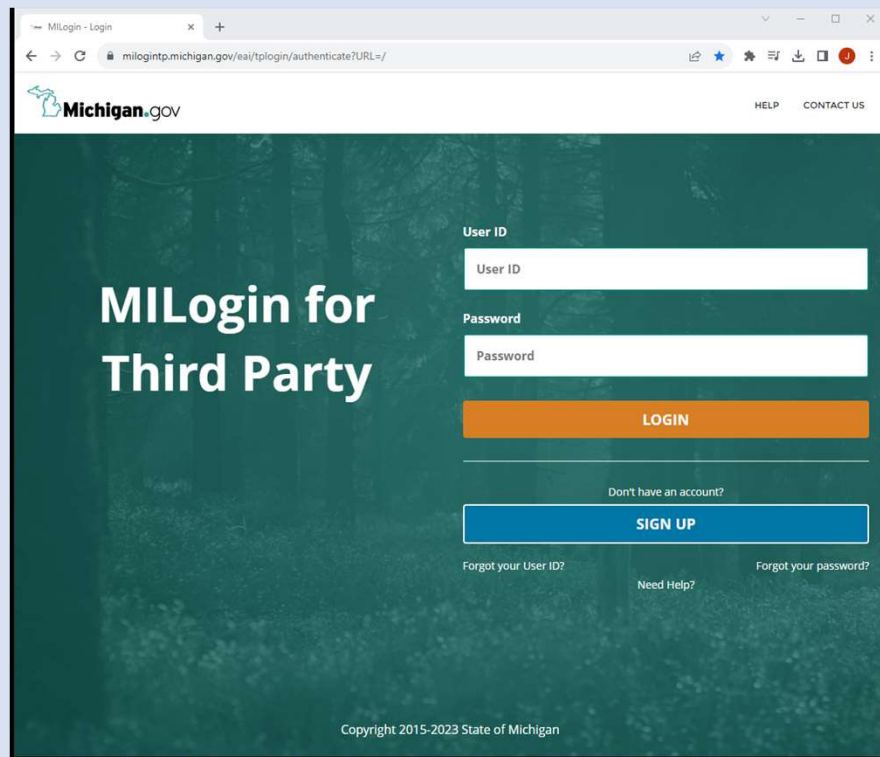 MILogin - Login
milogintp.michigan.gov/eai/tplogin/authenticate?URL=/
J
Michigan.gov
HELP CONTACT US
User ID
User ID
MILogin for
Third Party
Password
Password
LOGIN
Don't have an account?
SIGN UP
Forgot your User ID? Forgot your password?
Need Help?
Copyright 2015-2023 State of Michigan